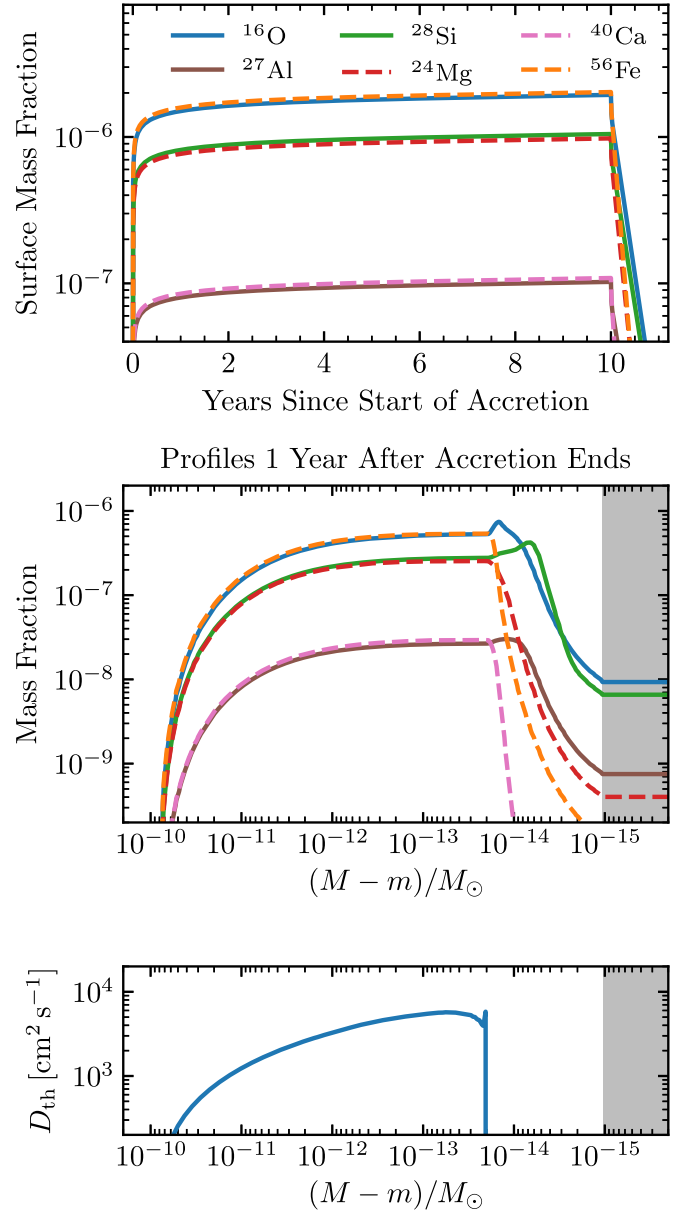 Surface Mass Fraction
¹⁶O ²⁸Si ⁴⁰Ca
²⁷Al ²⁴Mg ⁵⁶Fe
10⁻⁶
10⁻⁷
0 2 4 6 8 10
Years Since Start of Accretion
Profiles 1 Year After Accretion Ends
Mass Fraction
10⁻⁶
10⁻⁷
10⁻⁸
10⁻⁹
10⁻¹⁰ 10⁻¹¹ 10⁻¹² 10⁻¹³ 10⁻¹⁴ 10⁻¹⁵
(M − m)/M⊙
D_th [cm² s⁻¹]
10⁴
10³
10⁻¹⁰ 10⁻¹¹ 10⁻¹² 10⁻¹³ 10⁻¹⁴ 10⁻¹⁵
(M − m)/M⊙